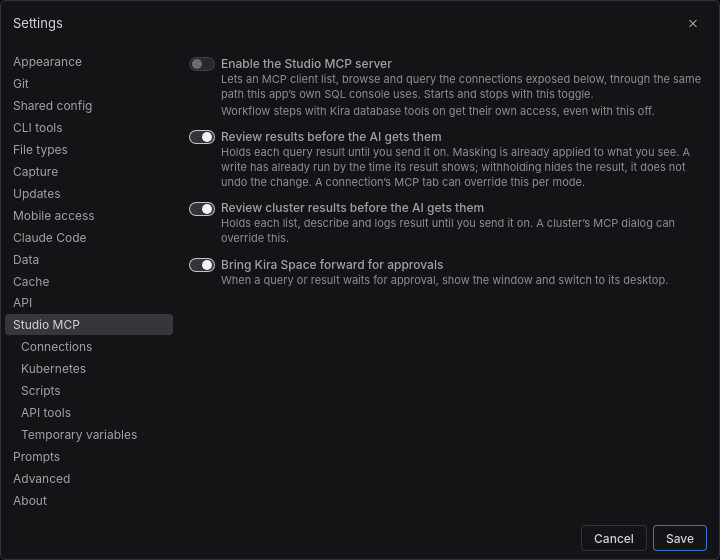 Settings
Appearance
Git
Shared config
CLI tools
File types
Capture
Updates
Mobile access
Claude Code
Data
Cache
API
Studio MCP
Connections
Kubernetes
Scripts
API tools
Temporary variables
Prompts
Advanced
About
Enable the Studio MCP server
Lets an MCP client list, browse and query the connections exposed below, through the same
path this app's own SQL console uses. Starts and stops with this toggle.
Workflow steps with Kira database tools on get their own access, even with this off.
Review results before the AI gets them
Holds each query result until you send it on. Masking is already applied to what you see. A
write has already run by the time its result shows; withholding hides the result, it does not
undo the change. A connection's MCP tab can override this per mode.
Review cluster results before the AI gets them
Holds each list, describe and logs result until you send it on. A cluster's MCP dialog can
override this.
Bring Kira Space forward for approvals
When a query or result waits for approval, show the window and switch to its desktop.
Cancel
Save